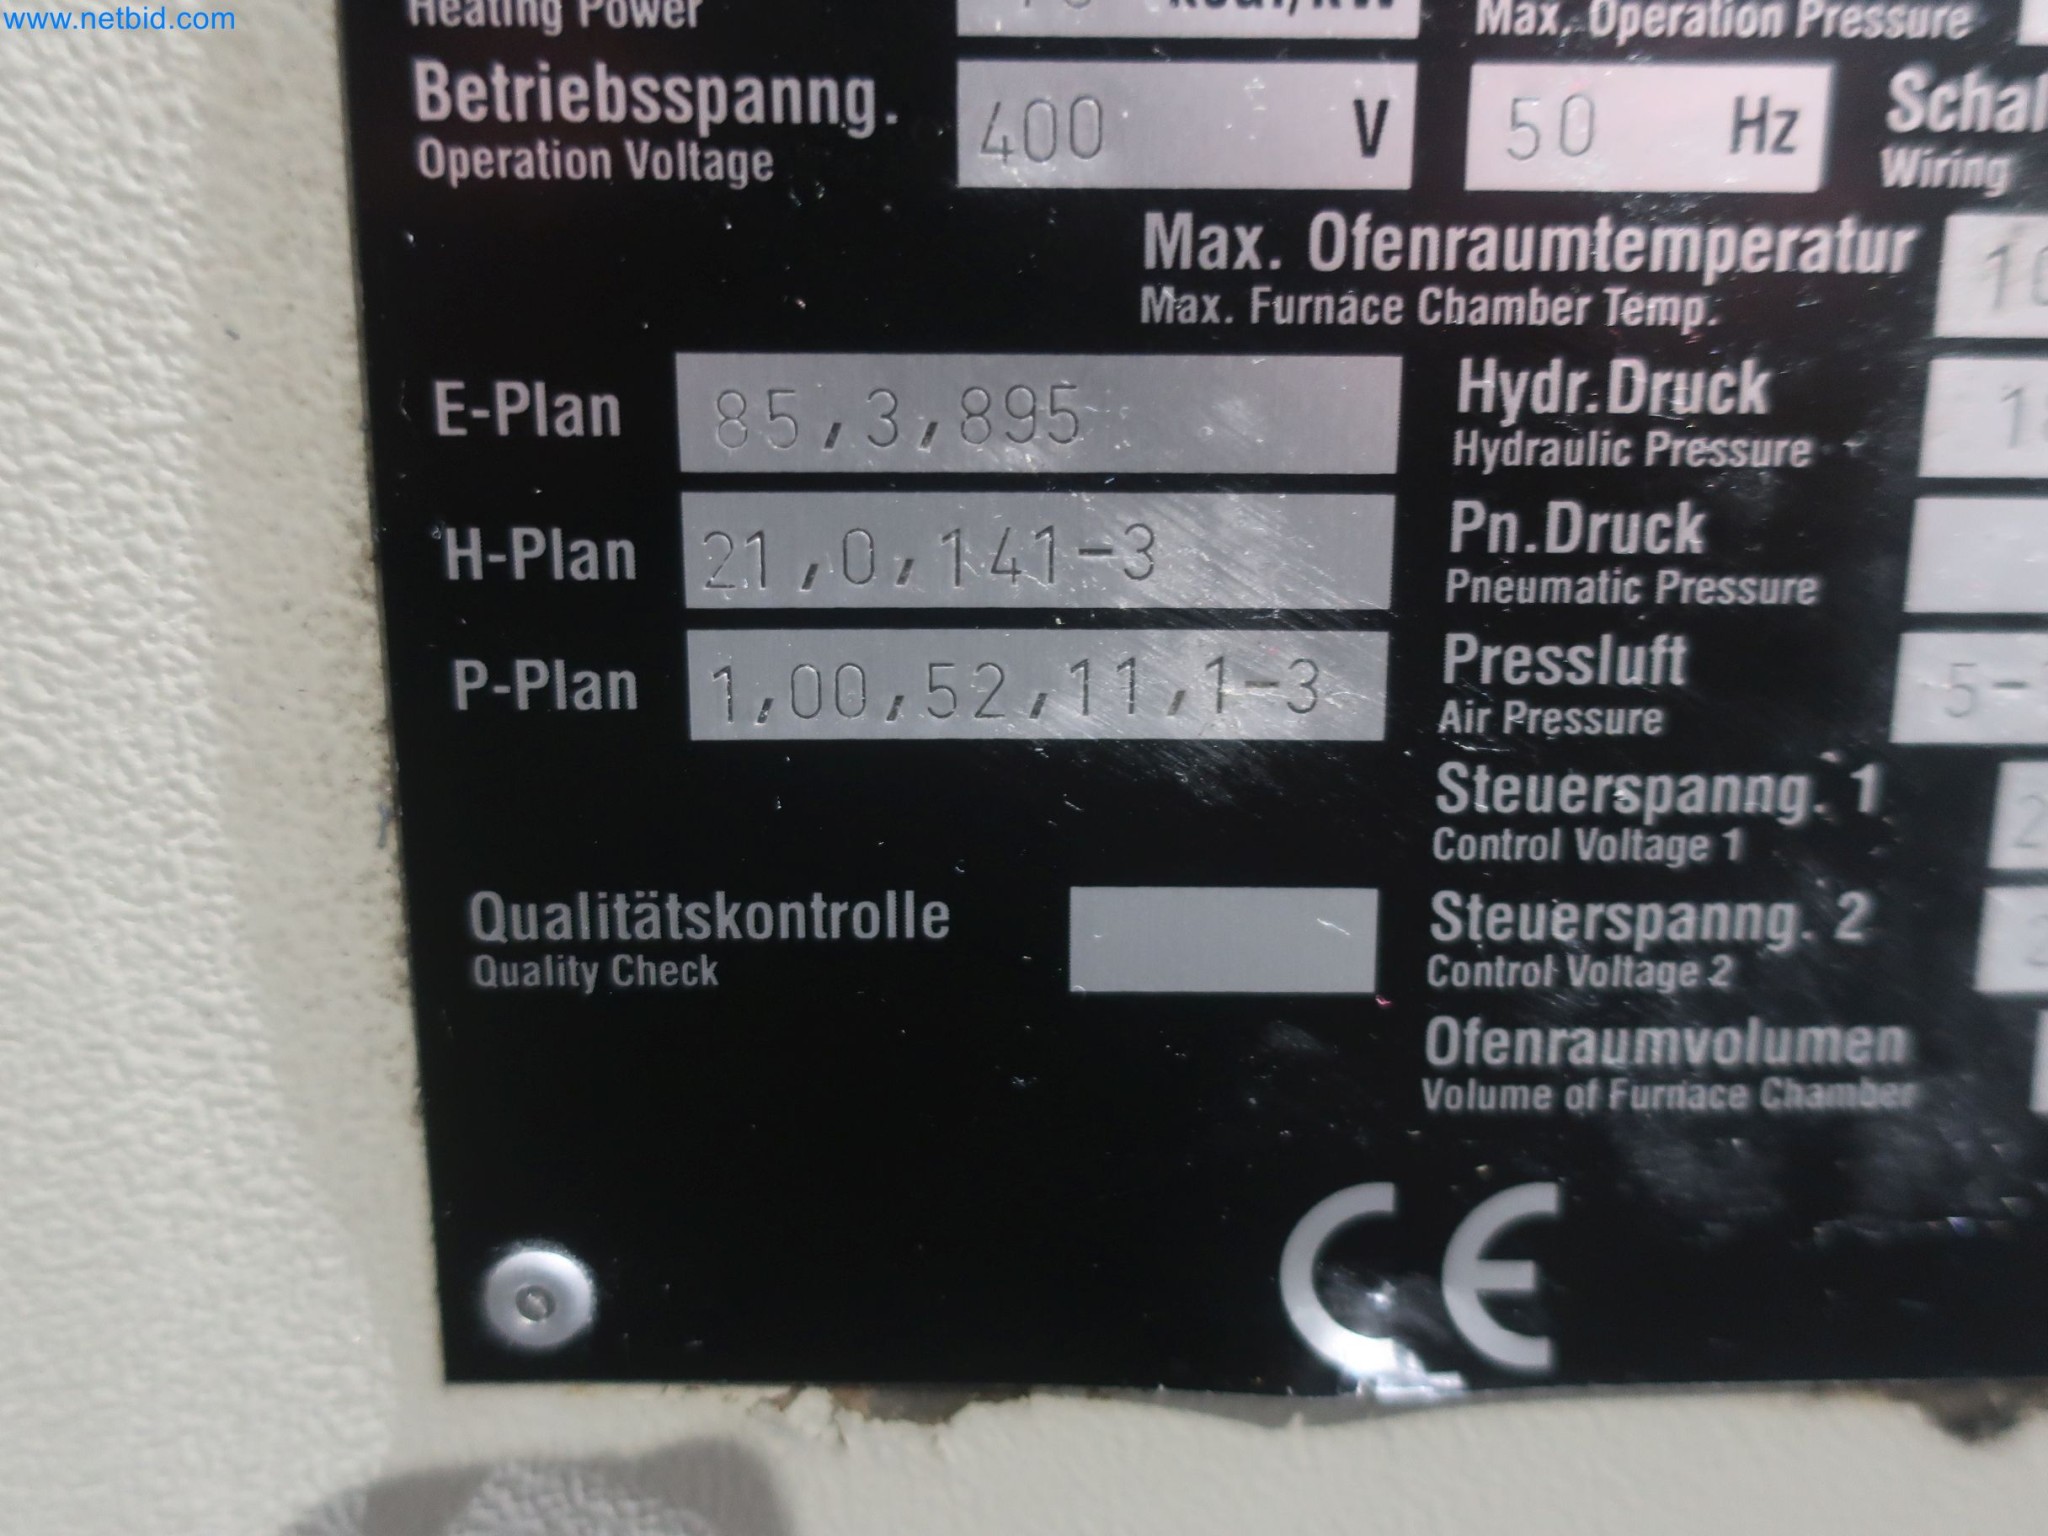 www.netbid.com
Heating Power
kcal/kW
Max. Operation Pressure
Betriebsspanng. 400 V 50 Hz
Operation Voltage
Wiring
Max. Ofenraumtemperatur
Max. Furnace Chamber Temp.
E-Plan 85,3,895
Hydr.Druck
Hydraulic Pressure
H-Plan 21,0,141-3
Pn.Druck
Pneumatic Pressure
P-Plan 1,00,52,11,1-3
Pressluft
Air Pressure
Steuerspanng. 1
Control Voltage 1
Qualitätskontrolle
Quality Check
Steuerspanng. 2
Control Voltage 2
Ofenraumvolumen
Volume of Furnace Chamber
CE